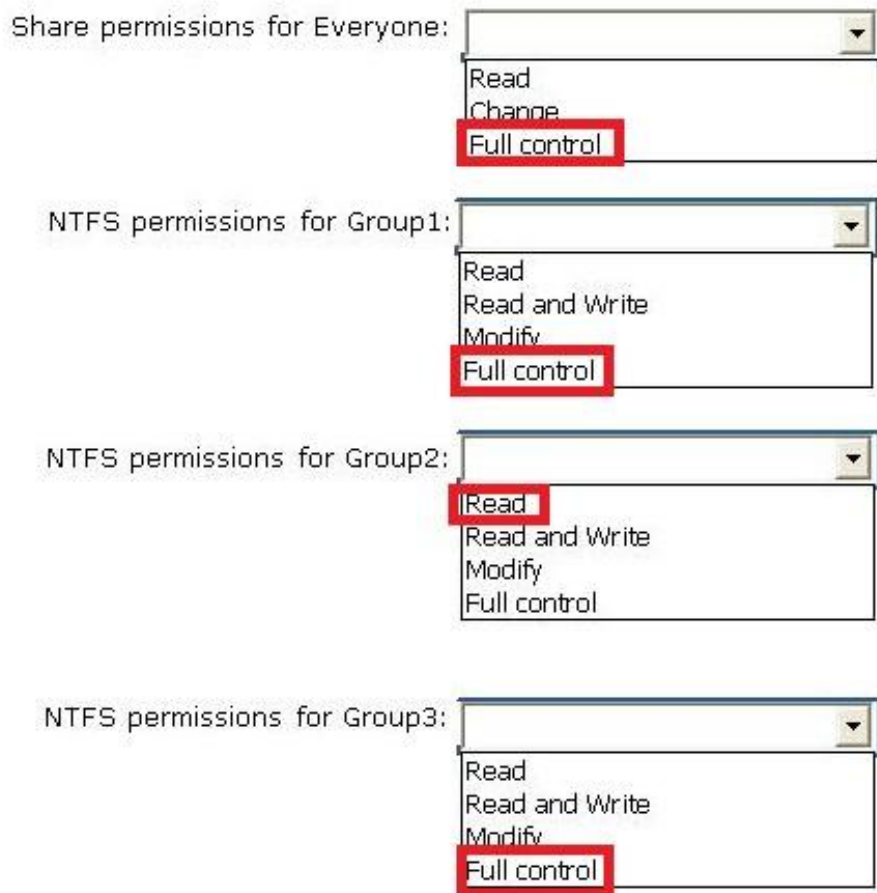 Share permissions for Everyone:
Read
Change
Full control
NTFS permissions for Group1:
Read
Read and Write
Modify
Full control
NTFS permissions for Group2:
Read
Read and Write
Modify
Full control
NTFS permissions for Group3:
Read
Read and Write
Modify
Full control